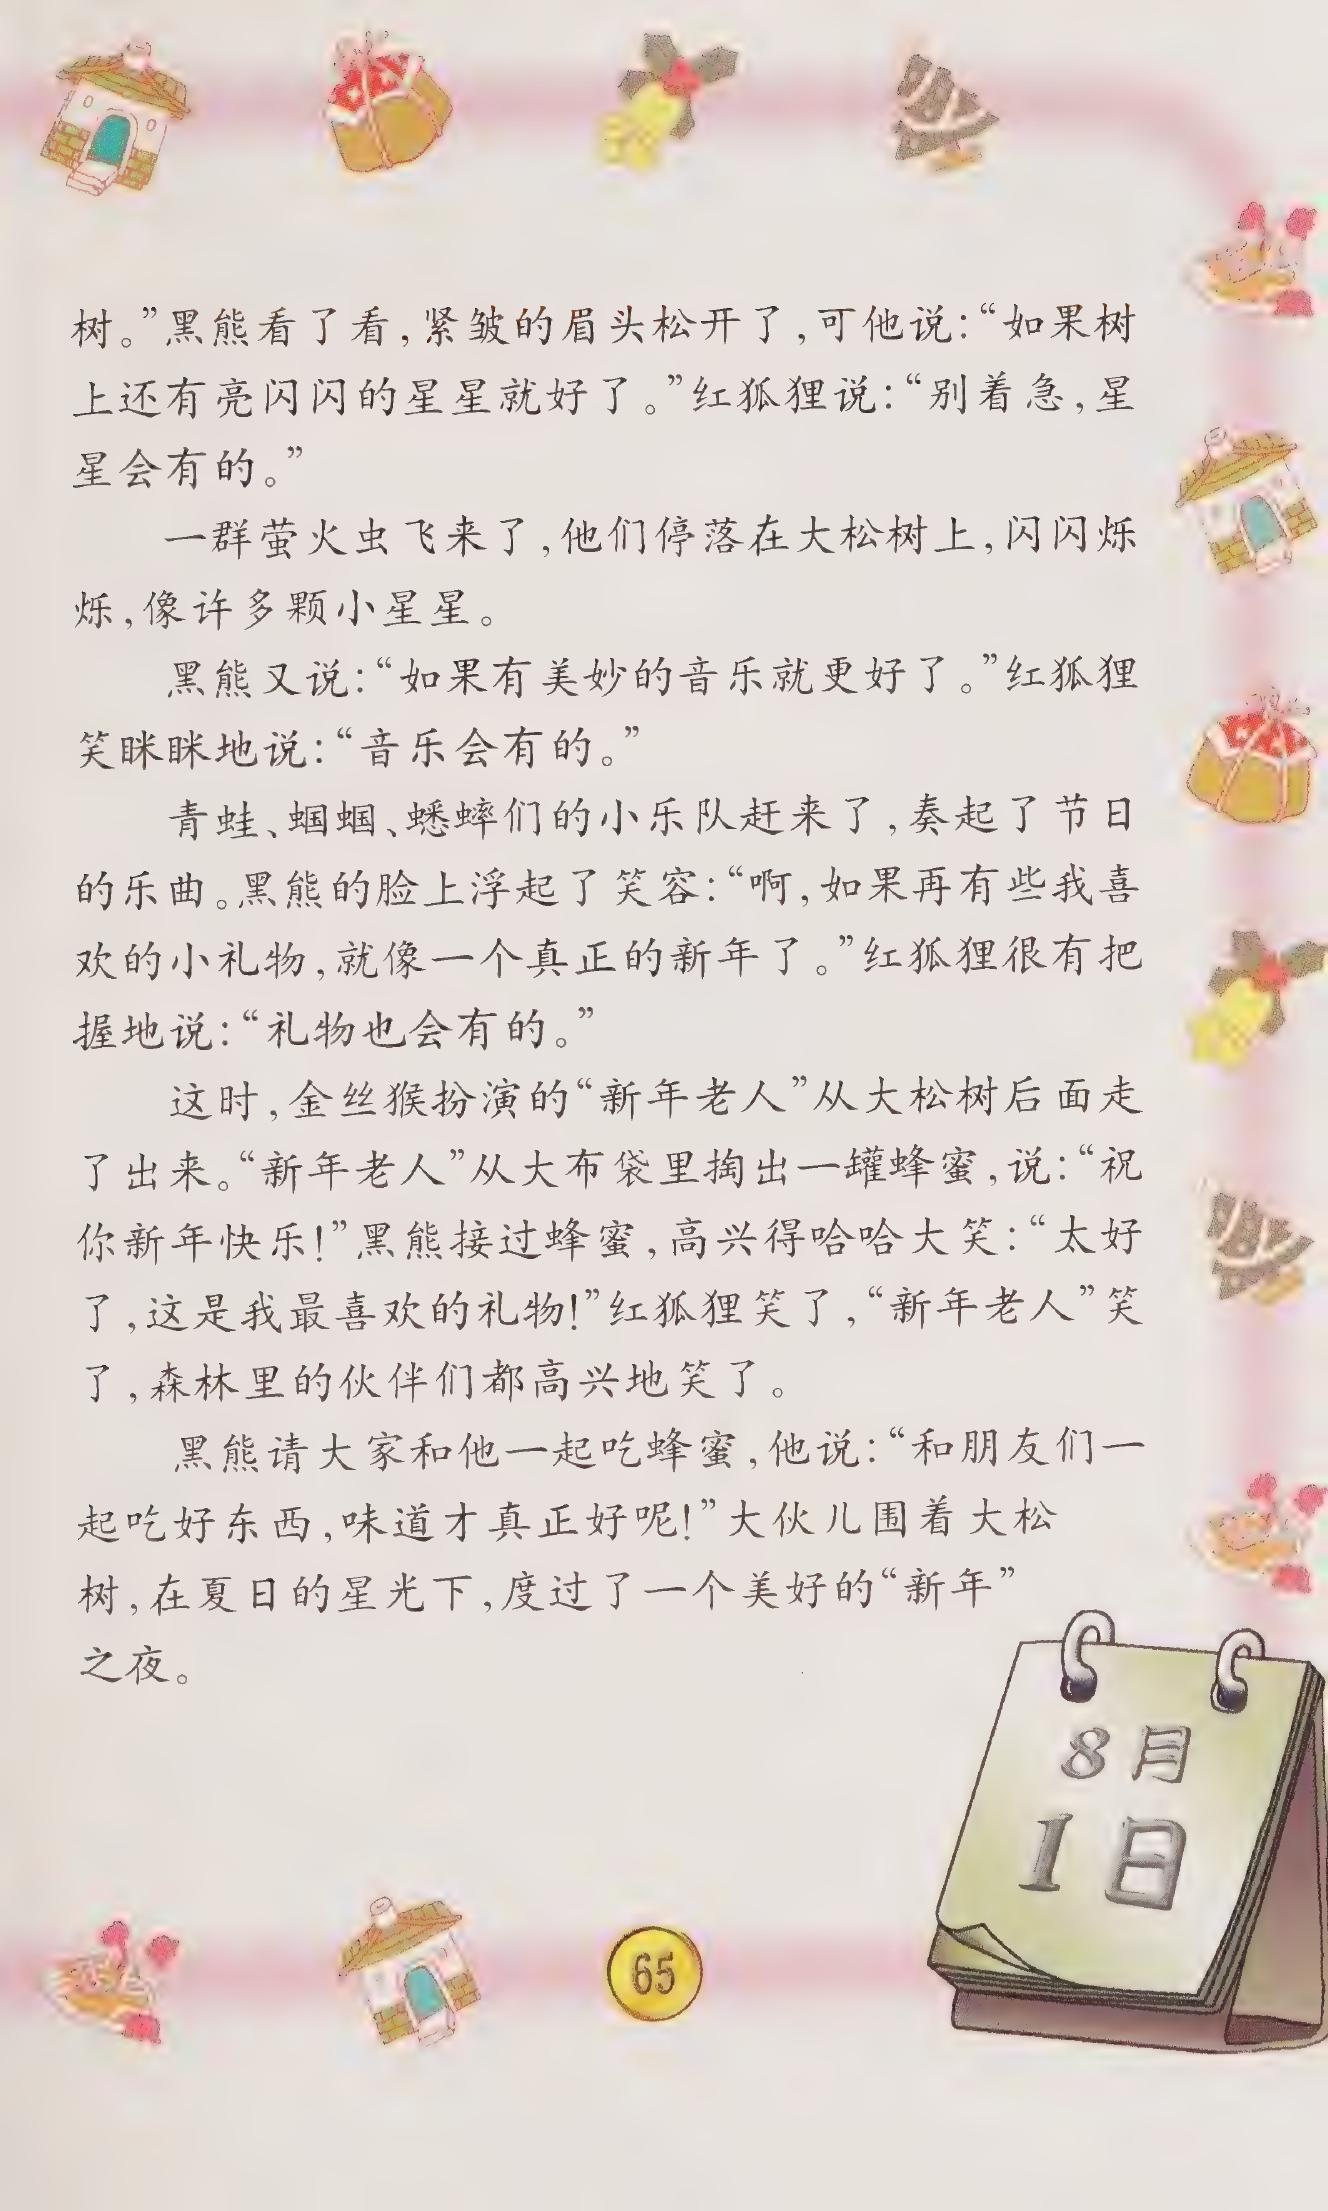 树。”黑熊看了看,紧皱的眉头松开了,可他说:“如果树
上还有亮闪闪的星星就好了。”红狐狸说:“别着急,星
星会有的。”
一群萤火虫飞来了,他们停落在大松树上,闪闪烁
烁,像许多颗小星星。
黑熊又说:“如果有美妙的音乐就更好了。”红狐狸
笑眯眯地说:“音乐会有的。”
青蛙、蝈蝈、蟋蟀们的小乐队赶来了,奏起了节日
的乐曲。黑熊的脸上浮起了笑容:“啊,如果再有些我喜
欢的小礼物,就像一个真正的新年了。”红狐狸很有把
握地说:“礼物也会有的。”
这时,金丝猴扮演的“新年老人”从大松树后面走
了出来。“新年老人”从大布袋里掏出一罐蜂蜜,说:“祝
你新年快乐!”黑熊接过蜂蜜,高兴得哈哈大笑:“太好
了,这是我最喜欢的礼物!”红狐狸笑了,“新年老人”笑
了,森林里的伙伴们都高兴地笑了。
黑熊请大家和他一起吃蜂蜜,他说:“和朋友们一
起吃好东西,味道才真正好呢!”大伙儿围着大松
树,在夏日的星光下,度过了一个美好的“新年”
之夜。
8月
1日
65